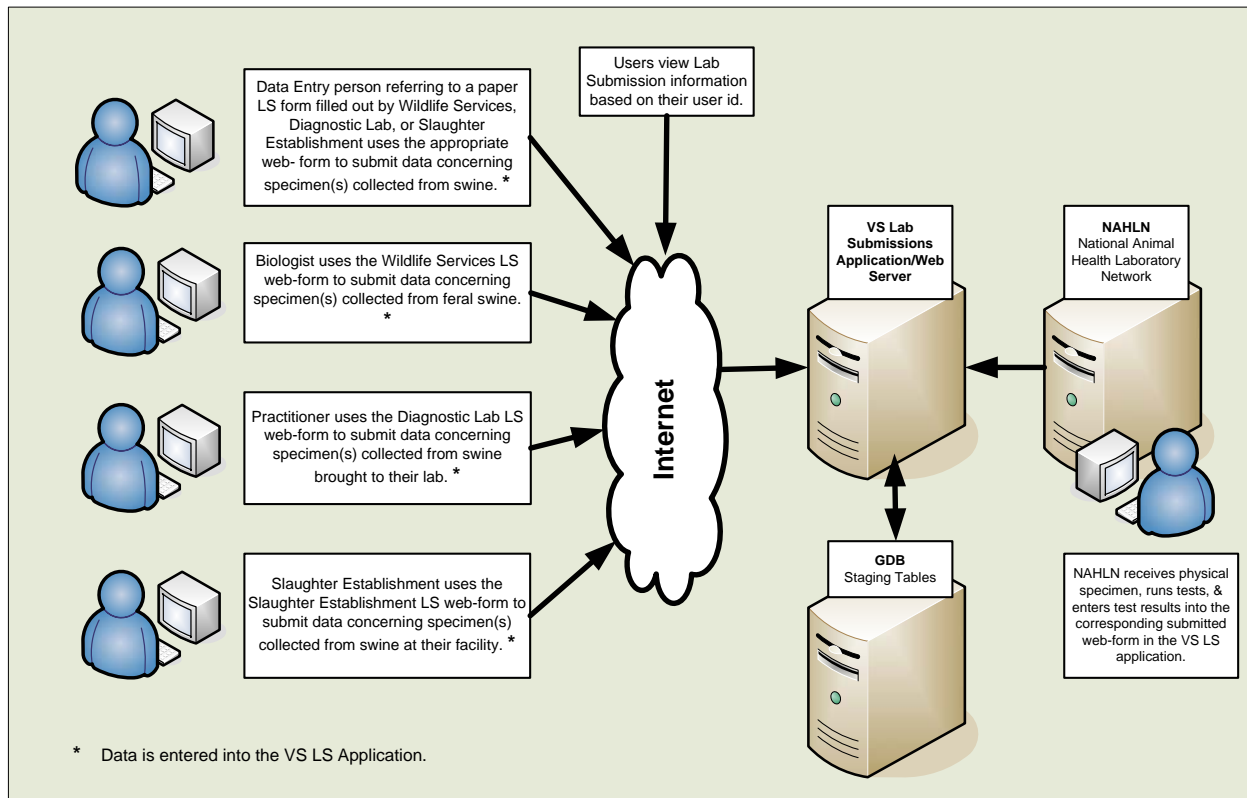 Data Entry person referring to a paper
LS form filled out by Wildlife Services,
Diagnostic Lab, or Slaughter
Establishment uses the appropriate
web- form to submit data concerning
specimen(s) collected from swine. *
Users view Lab
Submission information
based on their user id.
Biologist uses the Wildlife Services LS
web-form to submit data concerning
specimen(s) collected from feral swine.
*
Practitioner uses the Diagnostic Lab LS
web-form to submit data concerning
specimen(s) collected from swine
brought to their lab. *
Slaughter Establishment uses the
Slaughter Establishment LS web-form to
submit data concerning specimen(s)
collected from swine at their facility. *
Internet
VS Lab
Submissions
Application/Web
Server
NAHLN
National Animal
Health Laboratory
Network
GDB
Staging Tables
NAHLN receives physical
specimen, runs tests, &
enters test results into the
corresponding submitted
web-form in the VS LS
application.
* Data is entered into the VS LS Application.